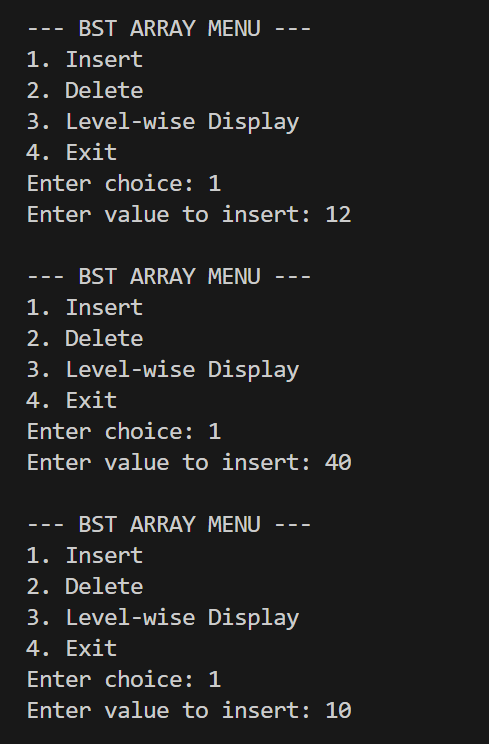 --- BST ARRAY MENU ---
1. Insert
2. Delete
3. Level-wise Display
4. Exit
Enter choice: 1
Enter value to insert: 12

--- BST ARRAY MENU ---
1. Insert
2. Delete
3. Level-wise Display
4. Exit
Enter choice: 1
Enter value to insert: 40

--- BST ARRAY MENU ---
1. Insert
2. Delete
3. Level-wise Display
4. Exit
Enter choice: 1
Enter value to insert: 10